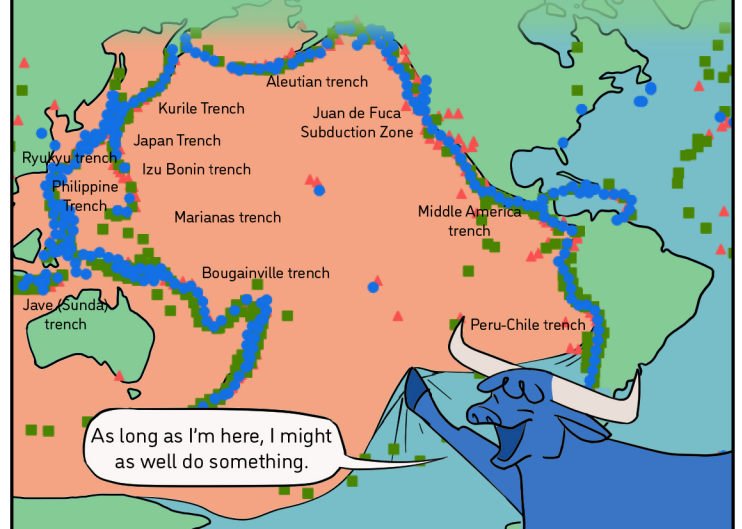 Aleutian trench
Kurile Trench
Juan de Fuca
Subduction Zone
Japan Trench
Ryukyu trench
Izu Bonin trench
Philippine
Trench
Marianas trench
Middle America
trench
Bougainville trench
Jave (Sunda)
trench
Peru-Chile trench
As long as I'm here, I might
as well do something.